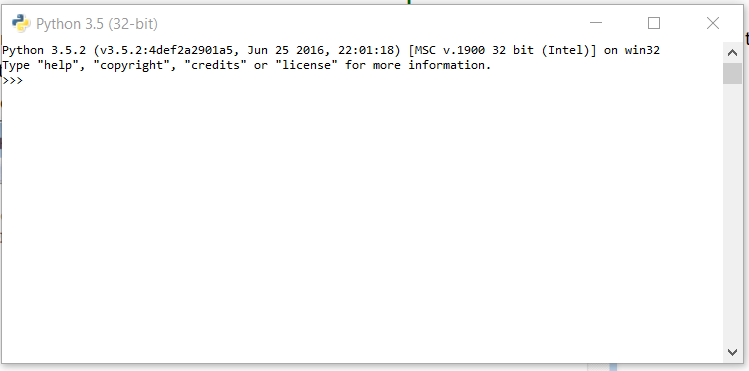 Python 3.5 (32-bit)
Python 3.5.2 (v3.5.2:4def2a2901a5, Jun 25 2016, 22:01:18) [MSC v.1900 32 bit (Intel)] on win32
Type "help", "copyright", "credits" or "license" for more information.
>>>